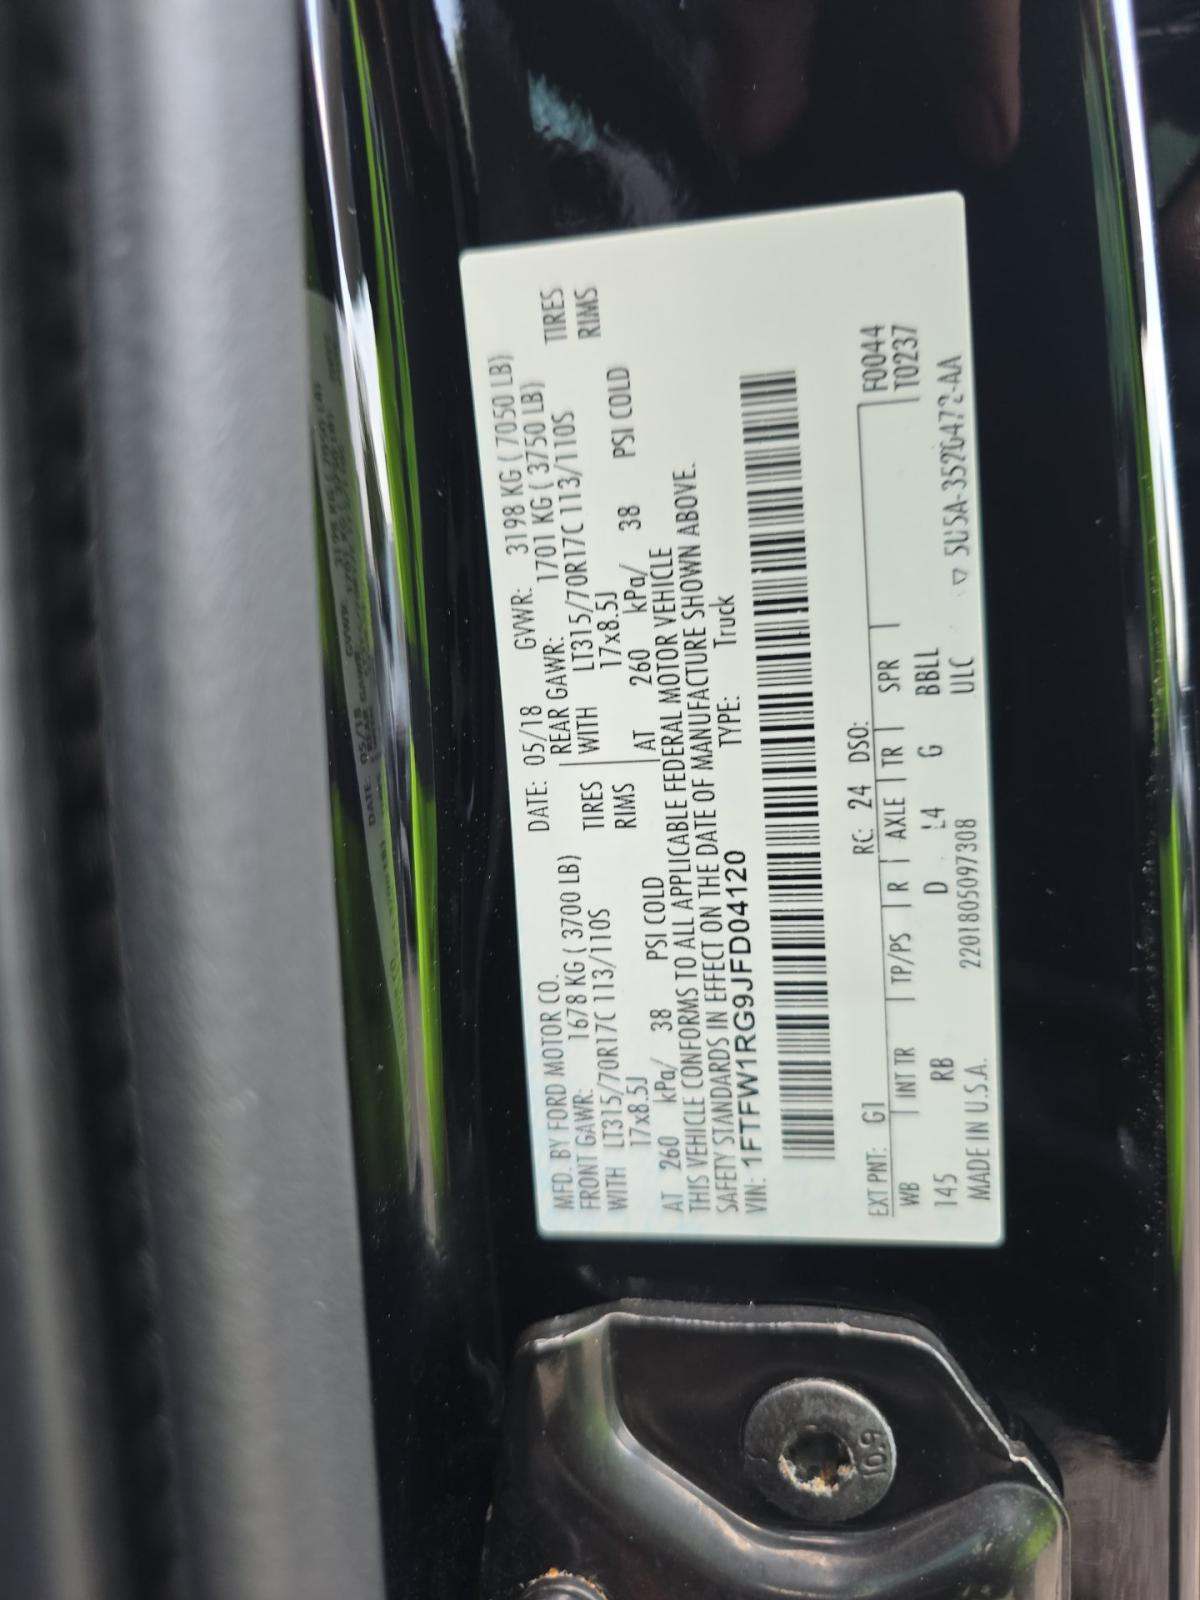 MFD. BY FORD MOTOR CO. DATE: 05/18 GVWR: 3198 KG ( 7050 LB)
FRONT GAWR: 1678 KG ( 3700 LB) REAR GAWR: 1701 KG ( 3750 LB)
WITH LT315/70R17C 113/110S TIRES WITH LT315/70R17C 113/110S TIRES
17x8.5J RIMS 17x8.5J RIMS
AT 260 kPa/ 38 PSI COLD AT 260 kPa/ 38 PSI COLD
THIS VEHICLE CONFORMS TO ALL APPLICABLE FEDERAL MOTOR VEHICLE
SAFETY STANDARDS IN EFFECT ON THE DATE OF MANUFACTURE SHOWN ABOVE.
VIN: 1FTFW1RG9JFD04120 TYPE: Truck
EXT PNT: G1 RC: 24 DSO: F0044
WB INT TR TP/PS R AXLE TR SPR T0237
145 RB D L4 G BBLL
MADE IN U.S.A. 2201805097308 ULC 5U5A-3520472-AA
10.9